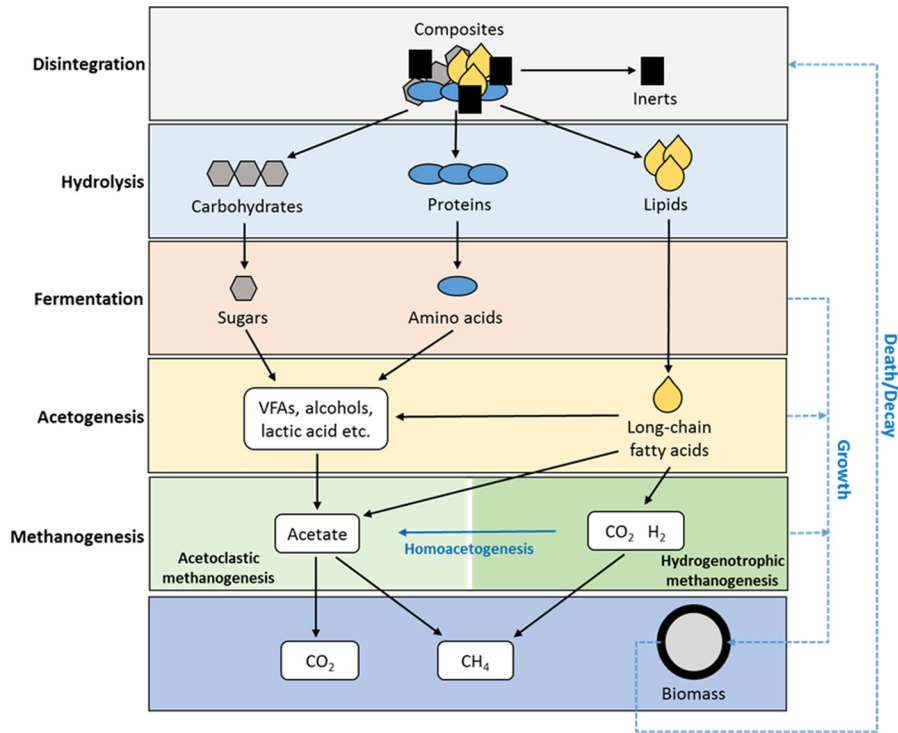 Composites
Disintegration
Inerts
Hydrolysis
Carbohydrates
Proteins
Lipids
Fermentation
Sugars
Amino acids
Death/Decay
Acetogenesis
VFAs, alcohols,
lactic acid etc.
Long-chain
fatty acids
Growth
Methanogenesis
Acetate
Homoacetogenesis
CO₂ H₂
Acetoclastic
methanogenesis
Hydrogenotrophic
methanogenesis
CO₂
CH₄
Biomass